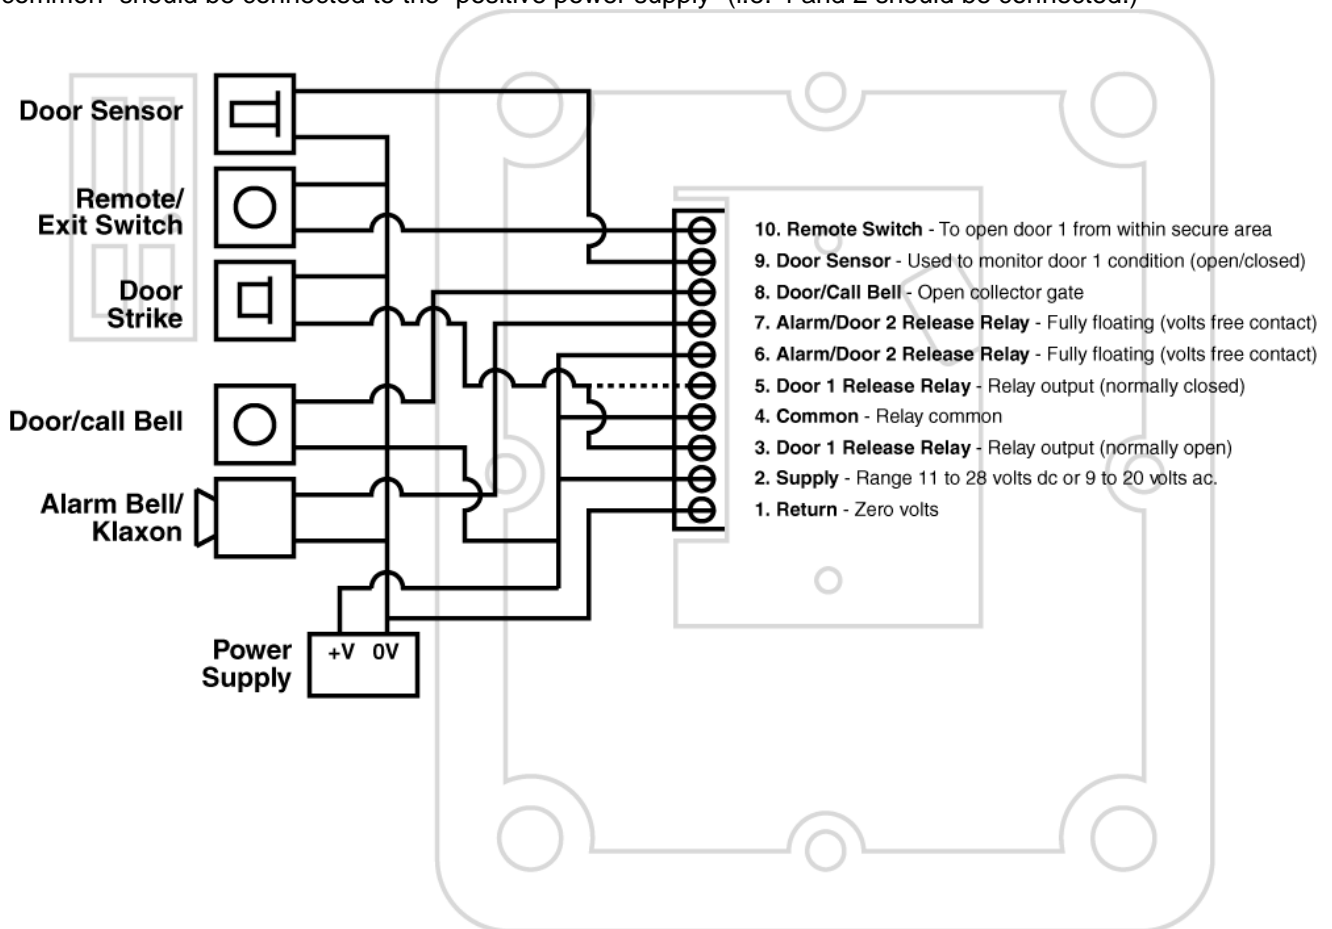 common" should be connected to the "positive power supply" (i.e. 4 and 2 should be connected.)
Door Sensor
Remote/
Exit Switch
Door
Strike
Door/call Bell
Alarm Bell/
Klaxon
Power
Supply
+V 0V
10. Remote Switch - To open door 1 from within secure area
9. Door Sensor - Used to monitor door 1 condition (open/closed)
8. Door/Call Bell - Open collector gate
7. Alarm/Door 2 Release Relay - Fully floating (volts free contact)
6. Alarm/Door 2 Release Relay - Fully floating (volts free contact)
5. Door 1 Release Relay - Relay output (normally closed)
4. Common - Relay common
3. Door 1 Release Relay - Relay output (normally open)
2. Supply - Range 11 to 28 volts dc or 9 to 20 volts ac.
1. Return - Zero volts